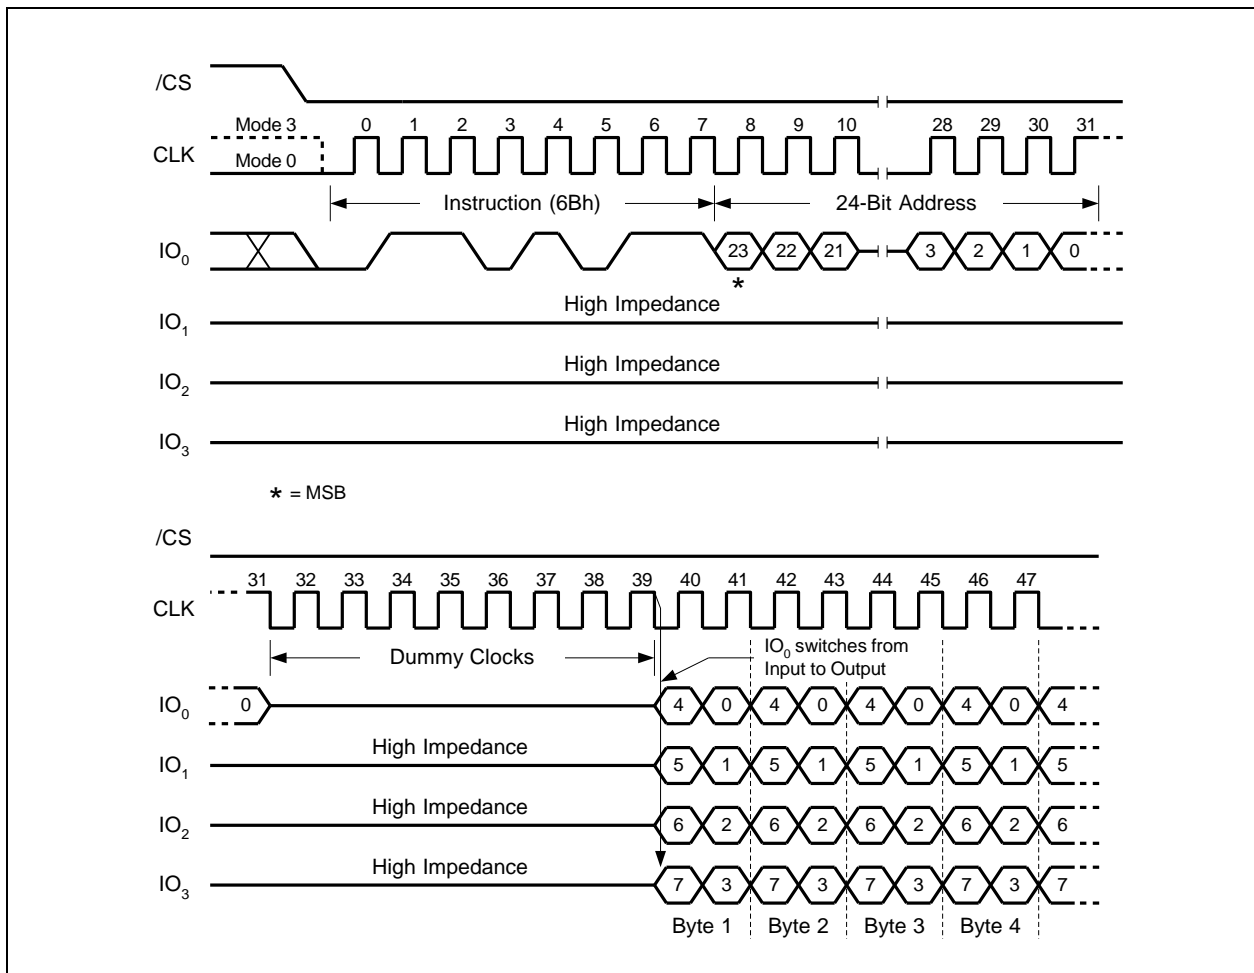 /CS
Mode 3
0 1 2 3 4 5 6 7 8 9 10 28 29 30 31
CLK
Mode 0
Instruction (6Bh)
24-Bit Address
IO0
23 22 21 3 2 1 0
*
High Impedance
IO1
High Impedance
IO2
High Impedance
IO3
* = MSB
/CS
31 32 33 34 35 36 37 38 39 40 41 42 43 44 45 46 47
CLK
Dummy Clocks
IO0 switches from
Input to Output
IO0
0 4 0 4 0 4 0 4 0 4
High Impedance
IO1
5 1 5 1 5 1 5 1 5
High Impedance
IO2
6 2 6 2 6 2 6 2 6
High Impedance
IO3
7 3 7 3 7 3 7 3 7
Byte 1 Byte 2 Byte 3 Byte 4